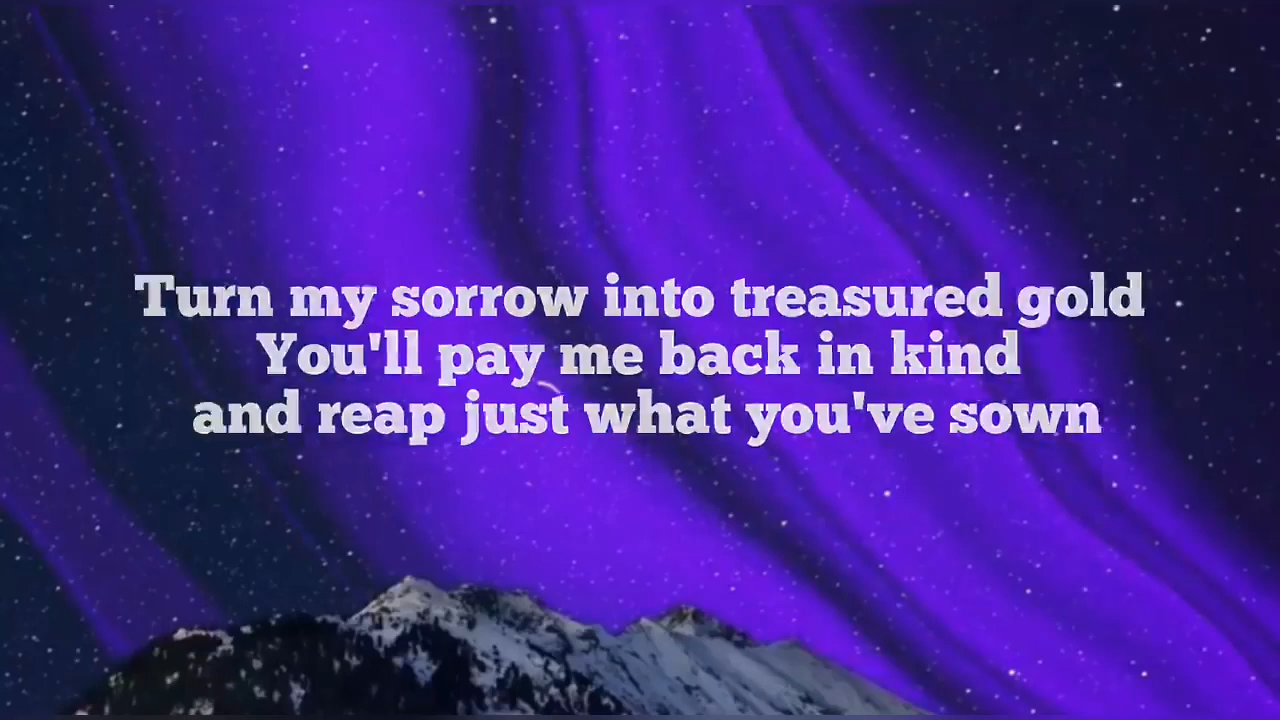 Turn my sorrow into treasured gold
You'll pay me back in kind
and reap just what you've sown